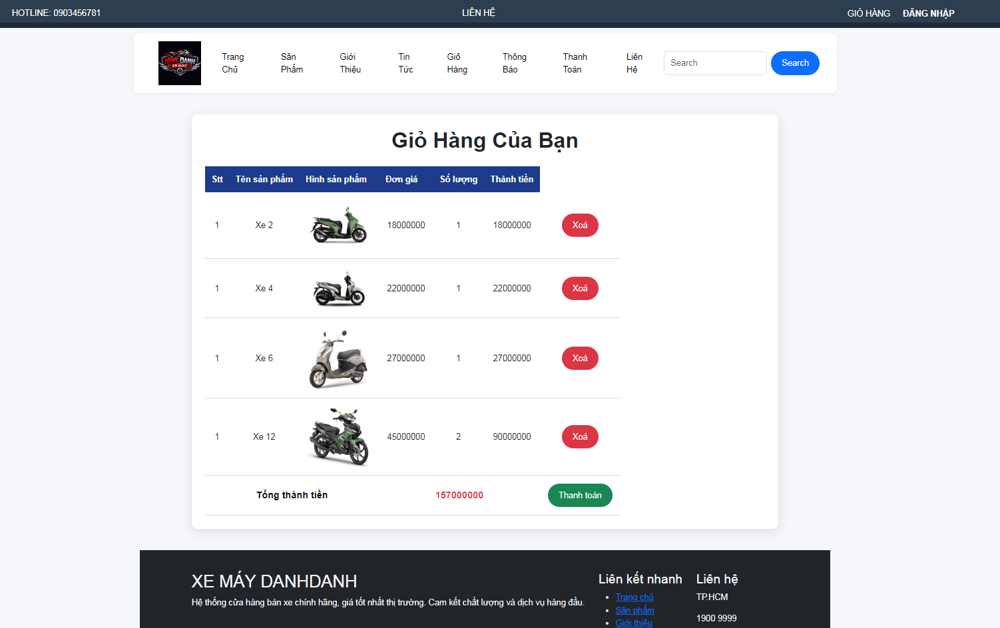 HOTLINE: 0903456781
LIÊN HỆ
GIỎ HÀNG ĐĂNG NHẬP
HỒNG DANH
XE MÁY
Trang Chủ
Sản Phẩm
Giới Thiệu
Tin Tức
Giỏ Hàng
Thông Báo
Thanh Toán
Liên Hệ
Search
Search
Giỏ Hàng Của Bạn
Stt Tên sản phẩm Hình sản phẩm Đơn giá Số lượng Thành tiền
1 Xe 2 18000000 1 18000000 Xoá
1 Xe 4 22000000 1 22000000 Xoá
1 Xe 6 27000000 1 27000000 Xoá
1 Xe 12 45000000 2 90000000 Xoá
Tổng thành tiền 157000000 Thanh toán
XE MÁY DANHDANH
Hệ thống cửa hàng bán xe chính hãng, giá tốt nhất thị trường. Cam kết chất lượng và dịch vụ hàng đầu.
Liên kết nhanh
Trang chủ
Sản phẩm
Giới thiệu
Liên hệ
TP.HCM
1900 9999